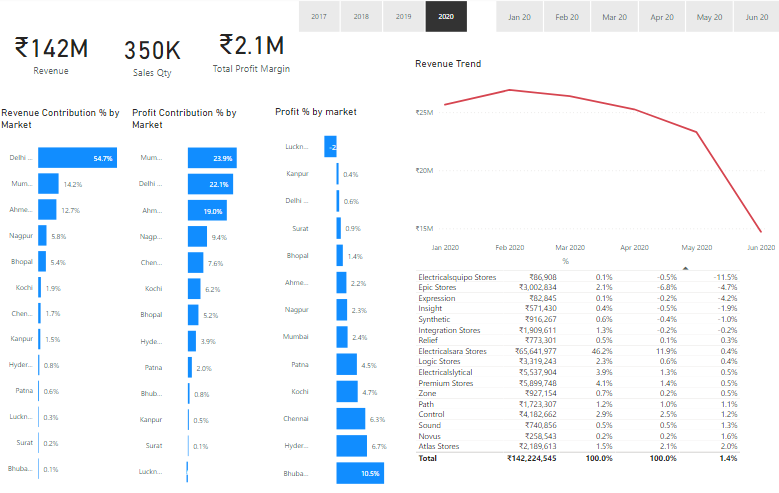 2017 2018 2019 2020 Jan 20 Feb 20 Mar 20 Apr 20 May 20 Jun 20
₹142M
Revenue
350K
Sales Qty
₹2.1M
Total Profit Margin
Revenue Contribution % by
Market
Delhi ... 54.7%
Mum... 14.2%
Ahme... 12.7%
Nagpur 5.8%
Bhopal 5.4%
Kochi 1.9%
Chen... 1.7%
Kanpur 1.5%
Hyder... 0.8%
Patna 0.6%
Luckn... 0.3%
Surat 0.2%
Bhuba... 0.1%
Profit Contribution % by
Market
Mum... 23.9%
Delhi ... 22.1%
Ahm... 19.0%
Nagp... 9.4%
Chen... 7.6%
Kochi 6.2%
Bhopal 5.2%
Hyde... 3.9%
Patna 2.0%
Bhub... 0.8%
Kanpur 0.5%
Surat 0.1%
Luckn...
Profit % by market
Luckn... -2
Kanpur 0.4%
Delhi ... 0.6%
Surat 0.9%
Bhopal 1.4%
Ahme... 2.2%
Nagpur 2.3%
Mumbai 2.4%
Patna 4.5%
Kochi 4.7%
Chennai 6.3%
Hyder... 6.7%
Bhuba... 10.5%
Revenue Trend
₹25M
₹20M
₹15M
Jan 2020 Feb 2020 Mar 2020 Apr 2020 May 2020 Jun 2020
%
Electricalsquipo Stores ₹86,908 0.1% -0.5% -11.5%
Epic Stores ₹3,002,834 2.1% -6.8% -4.7%
Expression ₹82,845 0.1% -0.2% -4.2%
Insight ₹571,430 0.4% -0.5% -1.9%
Synthetic ₹916,267 0.6% -0.4% -1.0%
Integration Stores ₹1,909,611 1.3% -0.2% -0.2%
Relief ₹773,301 0.5% 0.1% 0.3%
Electricalsara Stores ₹65,641,977 46.2% 11.9% 0.4%
Logic Stores ₹3,319,243 2.3% 0.6% 0.4%
Electricalslytical ₹5,537,904 3.9% 1.3% 0.5%
Premium Stores ₹5,899,748 4.1% 1.4% 0.5%
Zone ₹927,154 0.7% 0.2% 0.5%
Path ₹1,723,307 1.2% 1.0% 1.1%
Control ₹4,182,662 2.9% 2.5% 1.2%
Sound ₹740,856 0.5% 0.5% 1.3%
Novus ₹258,543 0.2% 0.2% 1.6%
Atlas Stores ₹2,189,613 1.5% 2.1% 2.0%
Total ₹142,224,545 100.0% 100.0% 1.4%